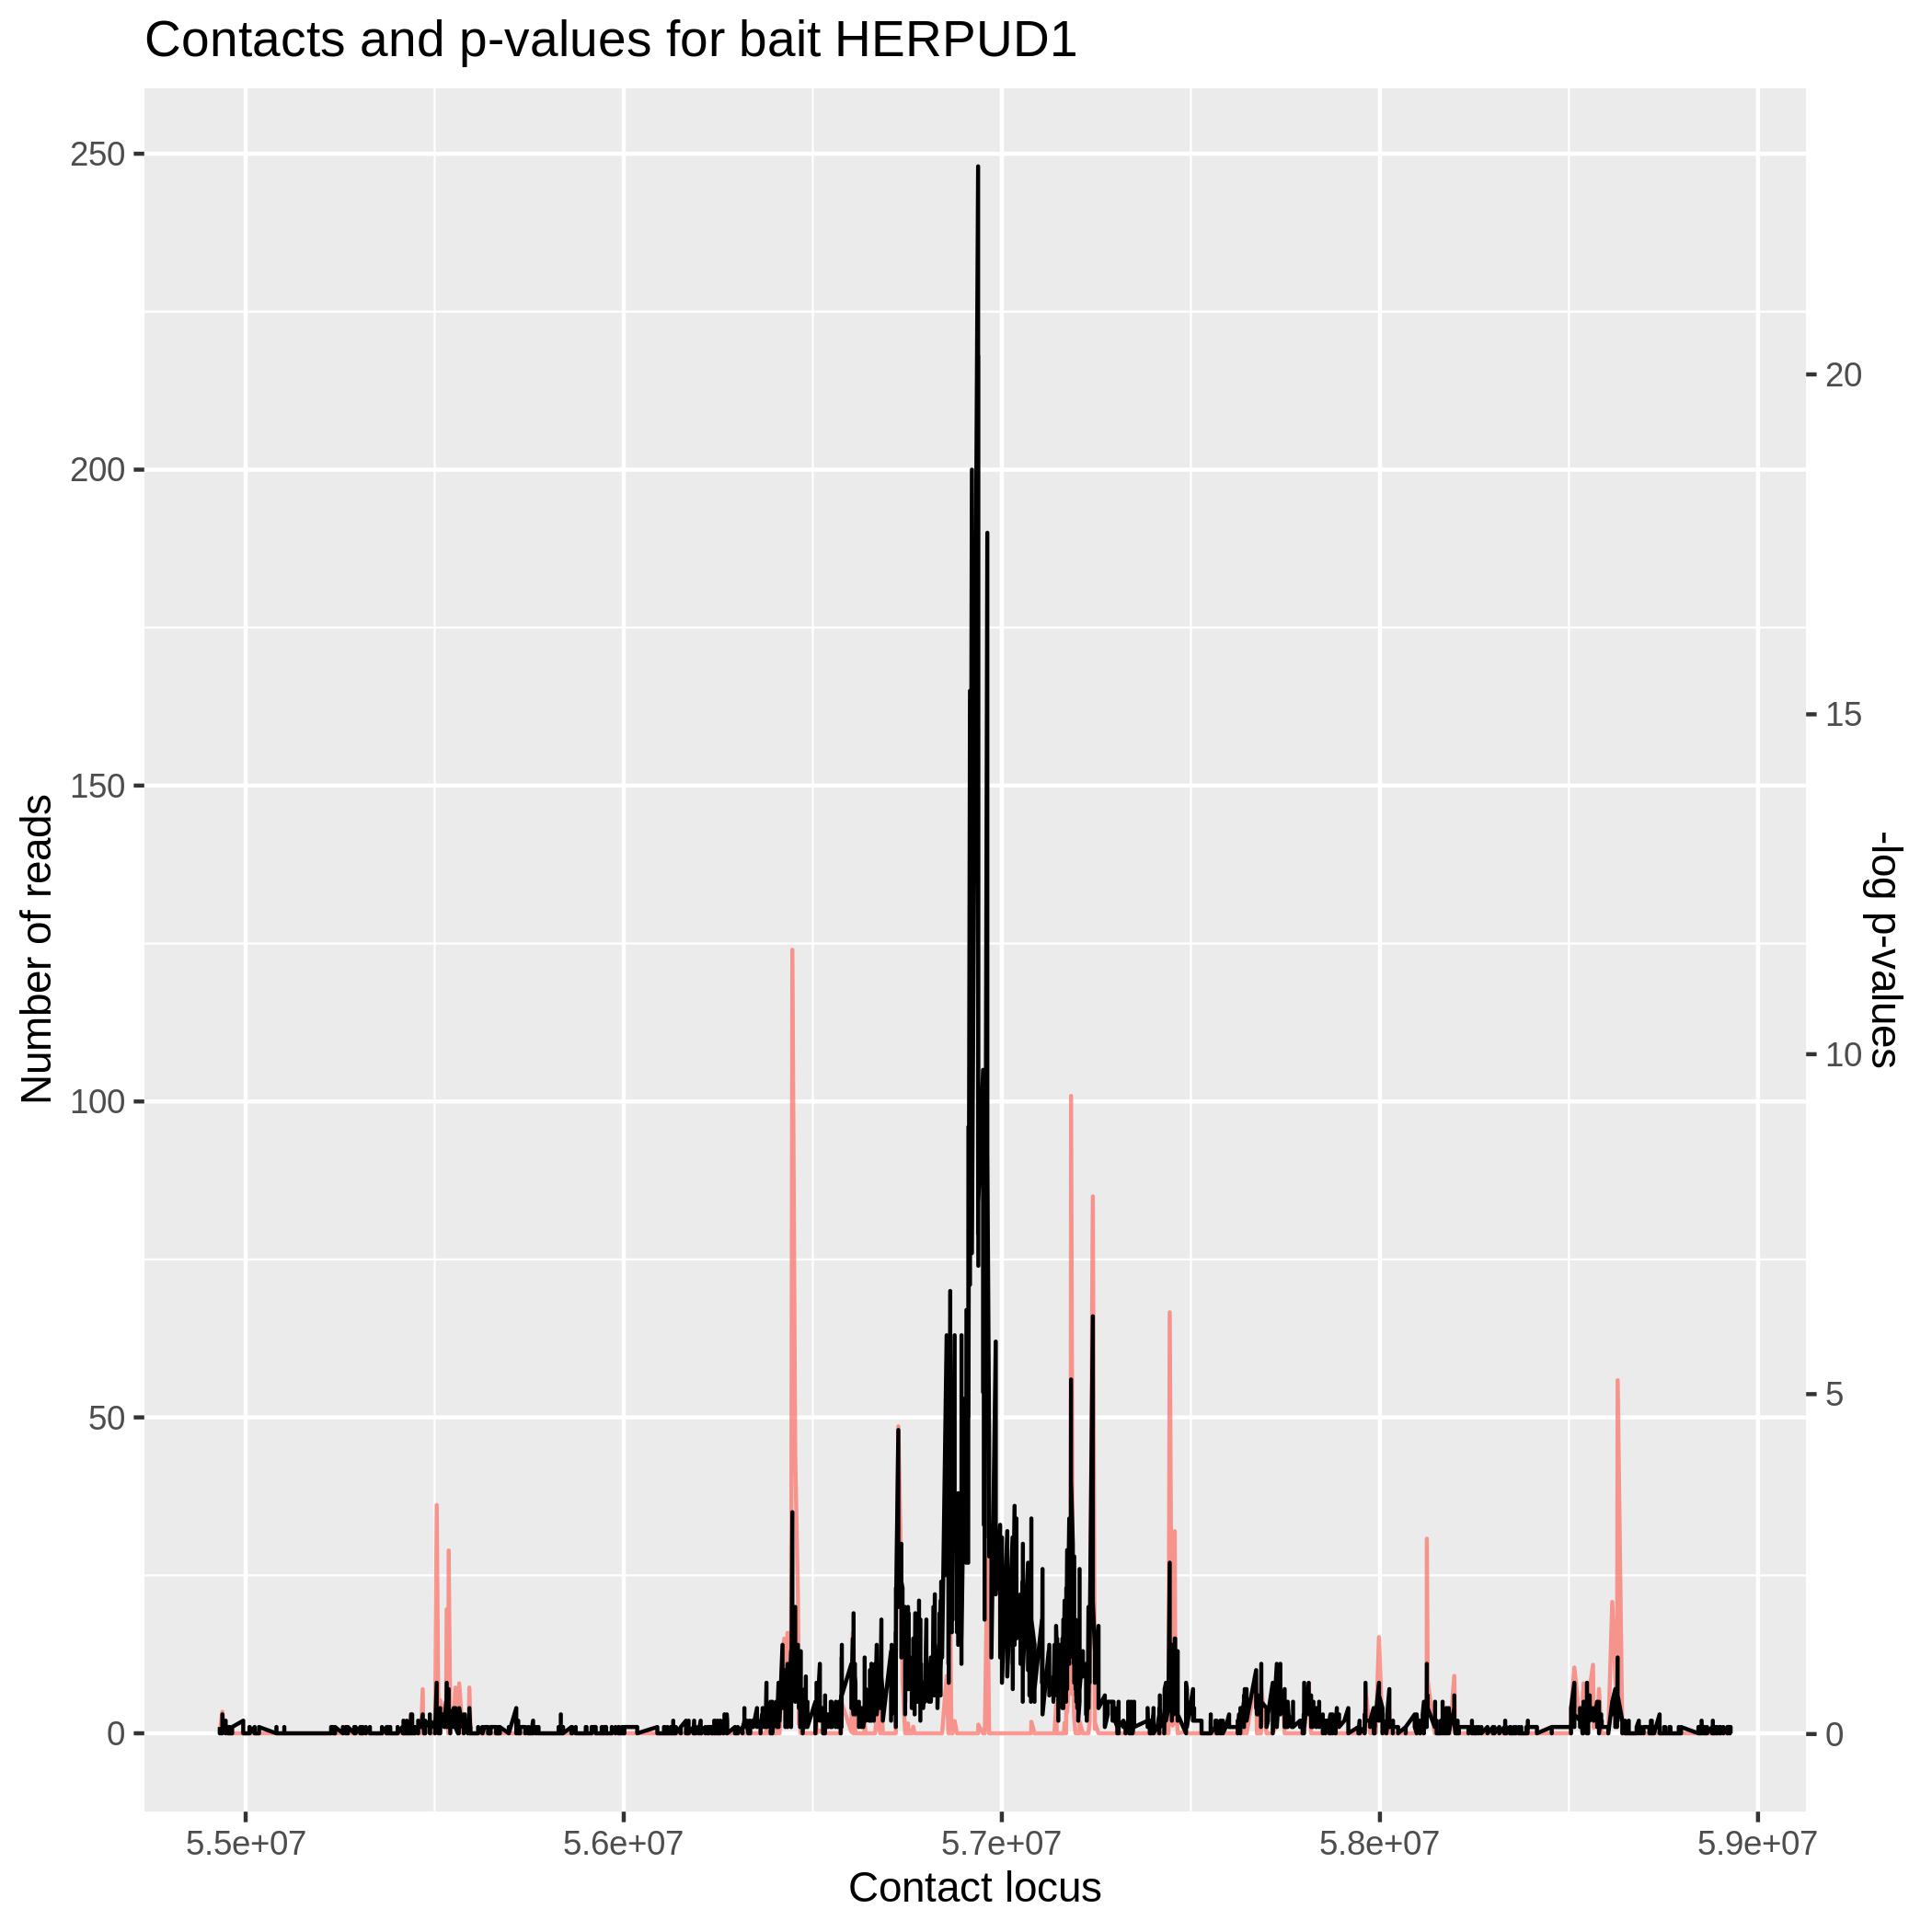 Contacts and p-values for bait HERPUD1
250
200
150
100
50
0
Number of reads
20
15
10
5
0
-log p-values
5.5e+07 5.6e+07 5.7e+07 5.8e+07 5.9e+07
Contact locus